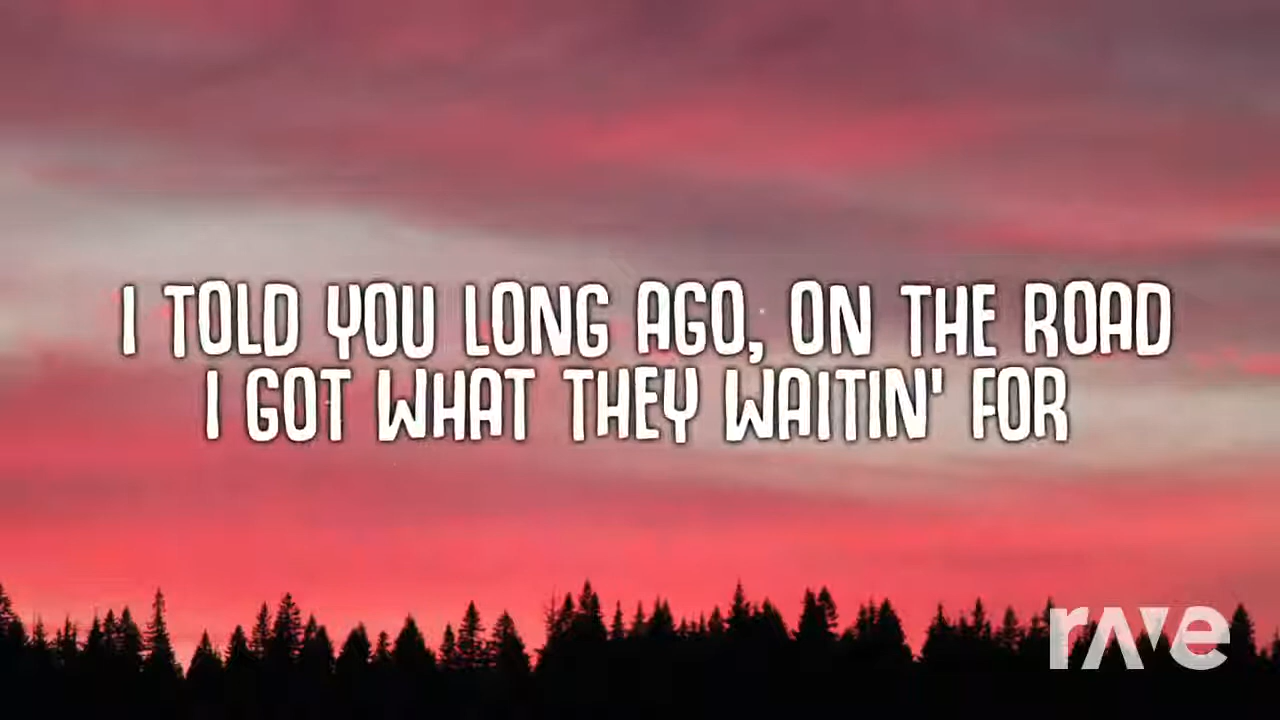 I TOLD YOU LONG AGO, ON THE ROAD
I GOT WHAT THEY WAITIN' FOR
rave